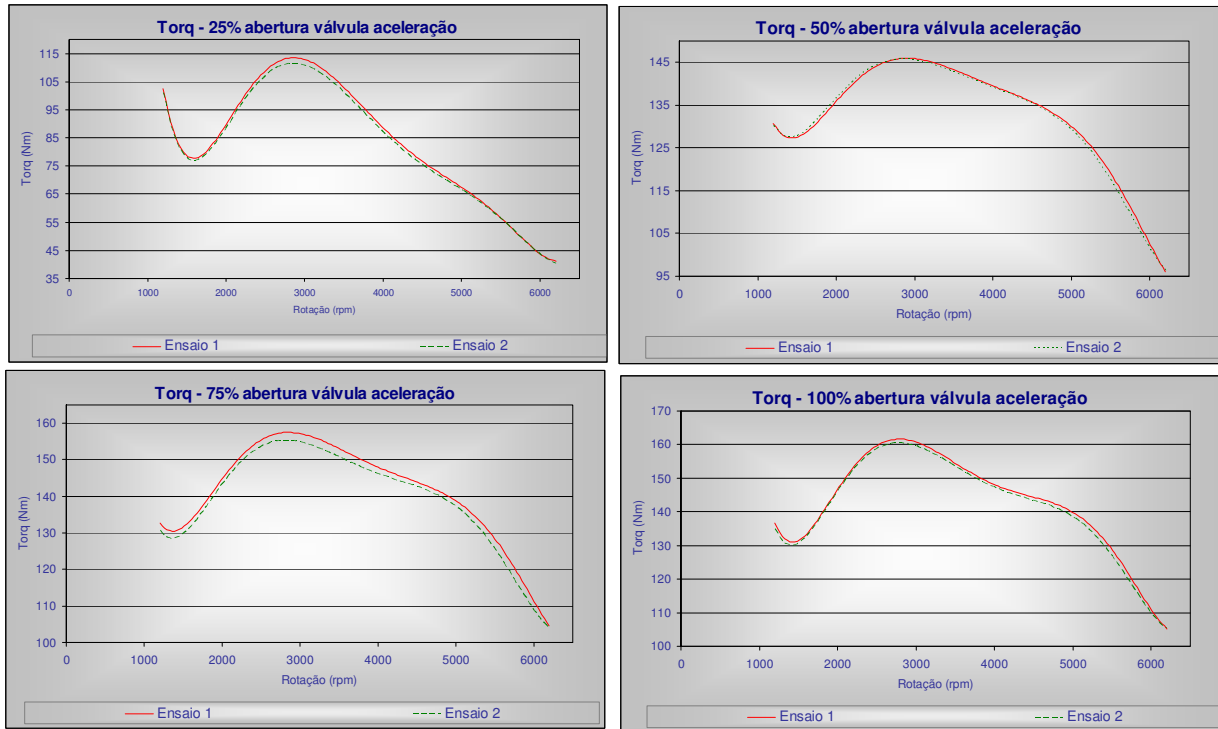 Torq - 25% abertura válvula aceleração
115
105
95
85
75
65
55
45
35
Torq (Nm)
0 1000 2000 3000 4000 5000 6000
Rotação (rpm)
Ensaio 1 Ensaio 2
Torq - 50% abertura válvula aceleração
145
135
125
115
105
95
Torq (Nm)
0 1000 2000 3000 4000 5000 6000
Rotação (rpm)
Ensaio 1 Ensaio 2
Torq - 75% abertura válvula aceleração
160
150
140
130
120
110
100
Torq (Nm)
0 1000 2000 3000 4000 5000 6000
Rotação (rpm)
Ensaio 1 Ensaio 2
Torq - 100% abertura válvula aceleração
170
160
150
140
130
120
110
100
Torq (Nm)
0 1000 2000 3000 4000 5000 6000
Rotação (rpm)
Ensaio 1 Ensaio 2